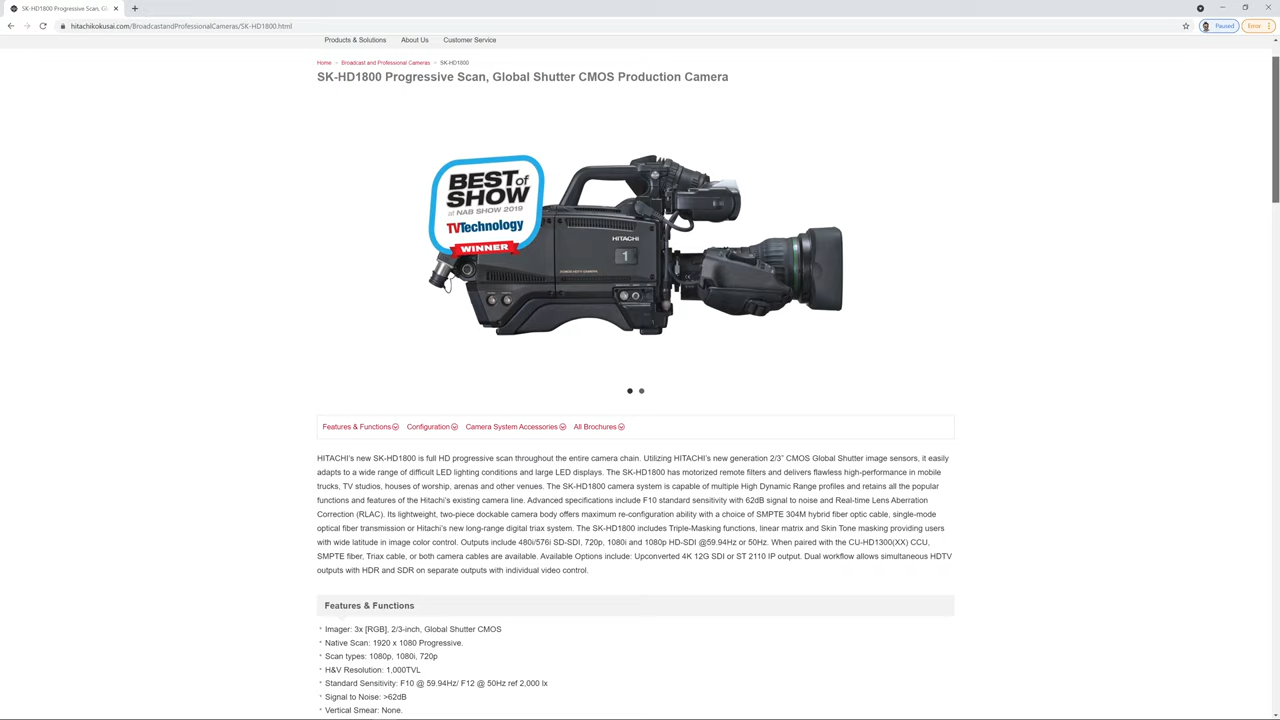 SK-HD1800 Progressive Scan, Gl
hitachikokusai.com/BroadcastandProfessionalCameras/SK-HD1800.html
Paused
Error
Products & Solutions About Us Customer Service
Home > Broadcast and Professional Cameras > SK-HD1800
SK-HD1800 Progressive Scan, Global Shutter CMOS Production Camera
BEST of
SHOW
at NAB SHOW 2019
TVTechnology
WINNER
HITACHI
1
Features & Functions Configuration Camera System Accessories All Brochures
HITACHI's new SK-HD1800 is full HD progressive scan throughout the entire camera chain. Utilizing HITACHI's new generation 2/3" CMOS Global Shutter image sensors, it easily
adapts to a wide range of difficult LED lighting conditions and large LED displays. The SK-HD1800 has motorized remote filters and delivers flawless high-performance in mobile
trucks, TV studios, houses of worship, arenas and other venues. The SK-HD1800 camera system is capable of multiple High Dynamic Range profiles and retains all the popular
functions and features of the Hitachi's existing camera line. Advanced specifications include F10 standard sensitivity with 62dB signal to noise and Real-time Lens Aberration
Correction (RLAC). Its lightweight, two-piece dockable camera body offers maximum re-configuration ability with a choice of SMPTE 304M hybrid fiber optic cable, single-mode
optical fiber transmission or Hitachi's new long-range digital triax system. The SK-HD1800 includes Triple-Masking functions, linear matrix and Skin Tone masking providing users
with wide latitude in image color control. Outputs include 480i/576i SD-SDI, 720p, 1080i and 1080p HD-SDI @59.94Hz or 50Hz. When paired with the CU-HD1300(XX) CCU,
SMPTE fiber, Triax cable, or both camera cables are available. Available Options include: Upconverted 4K 12G SDI or ST 2110 IP output. Dual workflow allows simultaneous HDTV
outputs with HDR and SDR on separate outputs with individual video control.
Features & Functions
Imager: 3x [RGB], 2/3-inch, Global Shutter CMOS
Native Scan: 1920 x 1080 Progressive.
Scan types: 1080p, 1080i, 720p
H&V Resolution: 1,000TVL
Standard Sensitivity: F10 @ 59.94Hz/ F12 @ 50Hz ref 2,000 lx
Signal to Noise: >62dB
Vertical Smear: None.